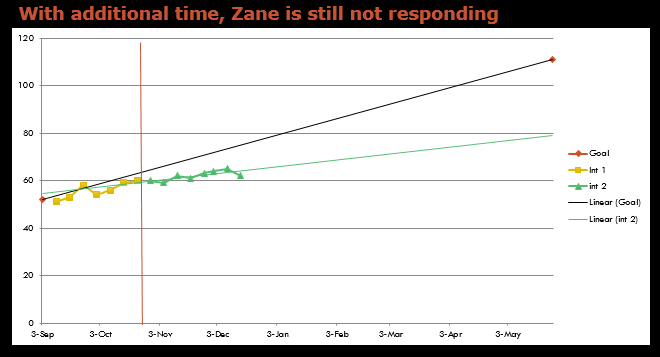 With additional time, Zane is still not responding
120
100
80
60
40
20
0
3-Sep 3-Oct 3-Nov 3-Dec 3-Jan 3-Feb 3-Mar 3-Apr 3-May
Goal
Int 1
int 2
Linear (Goal)
Linear (int 2)